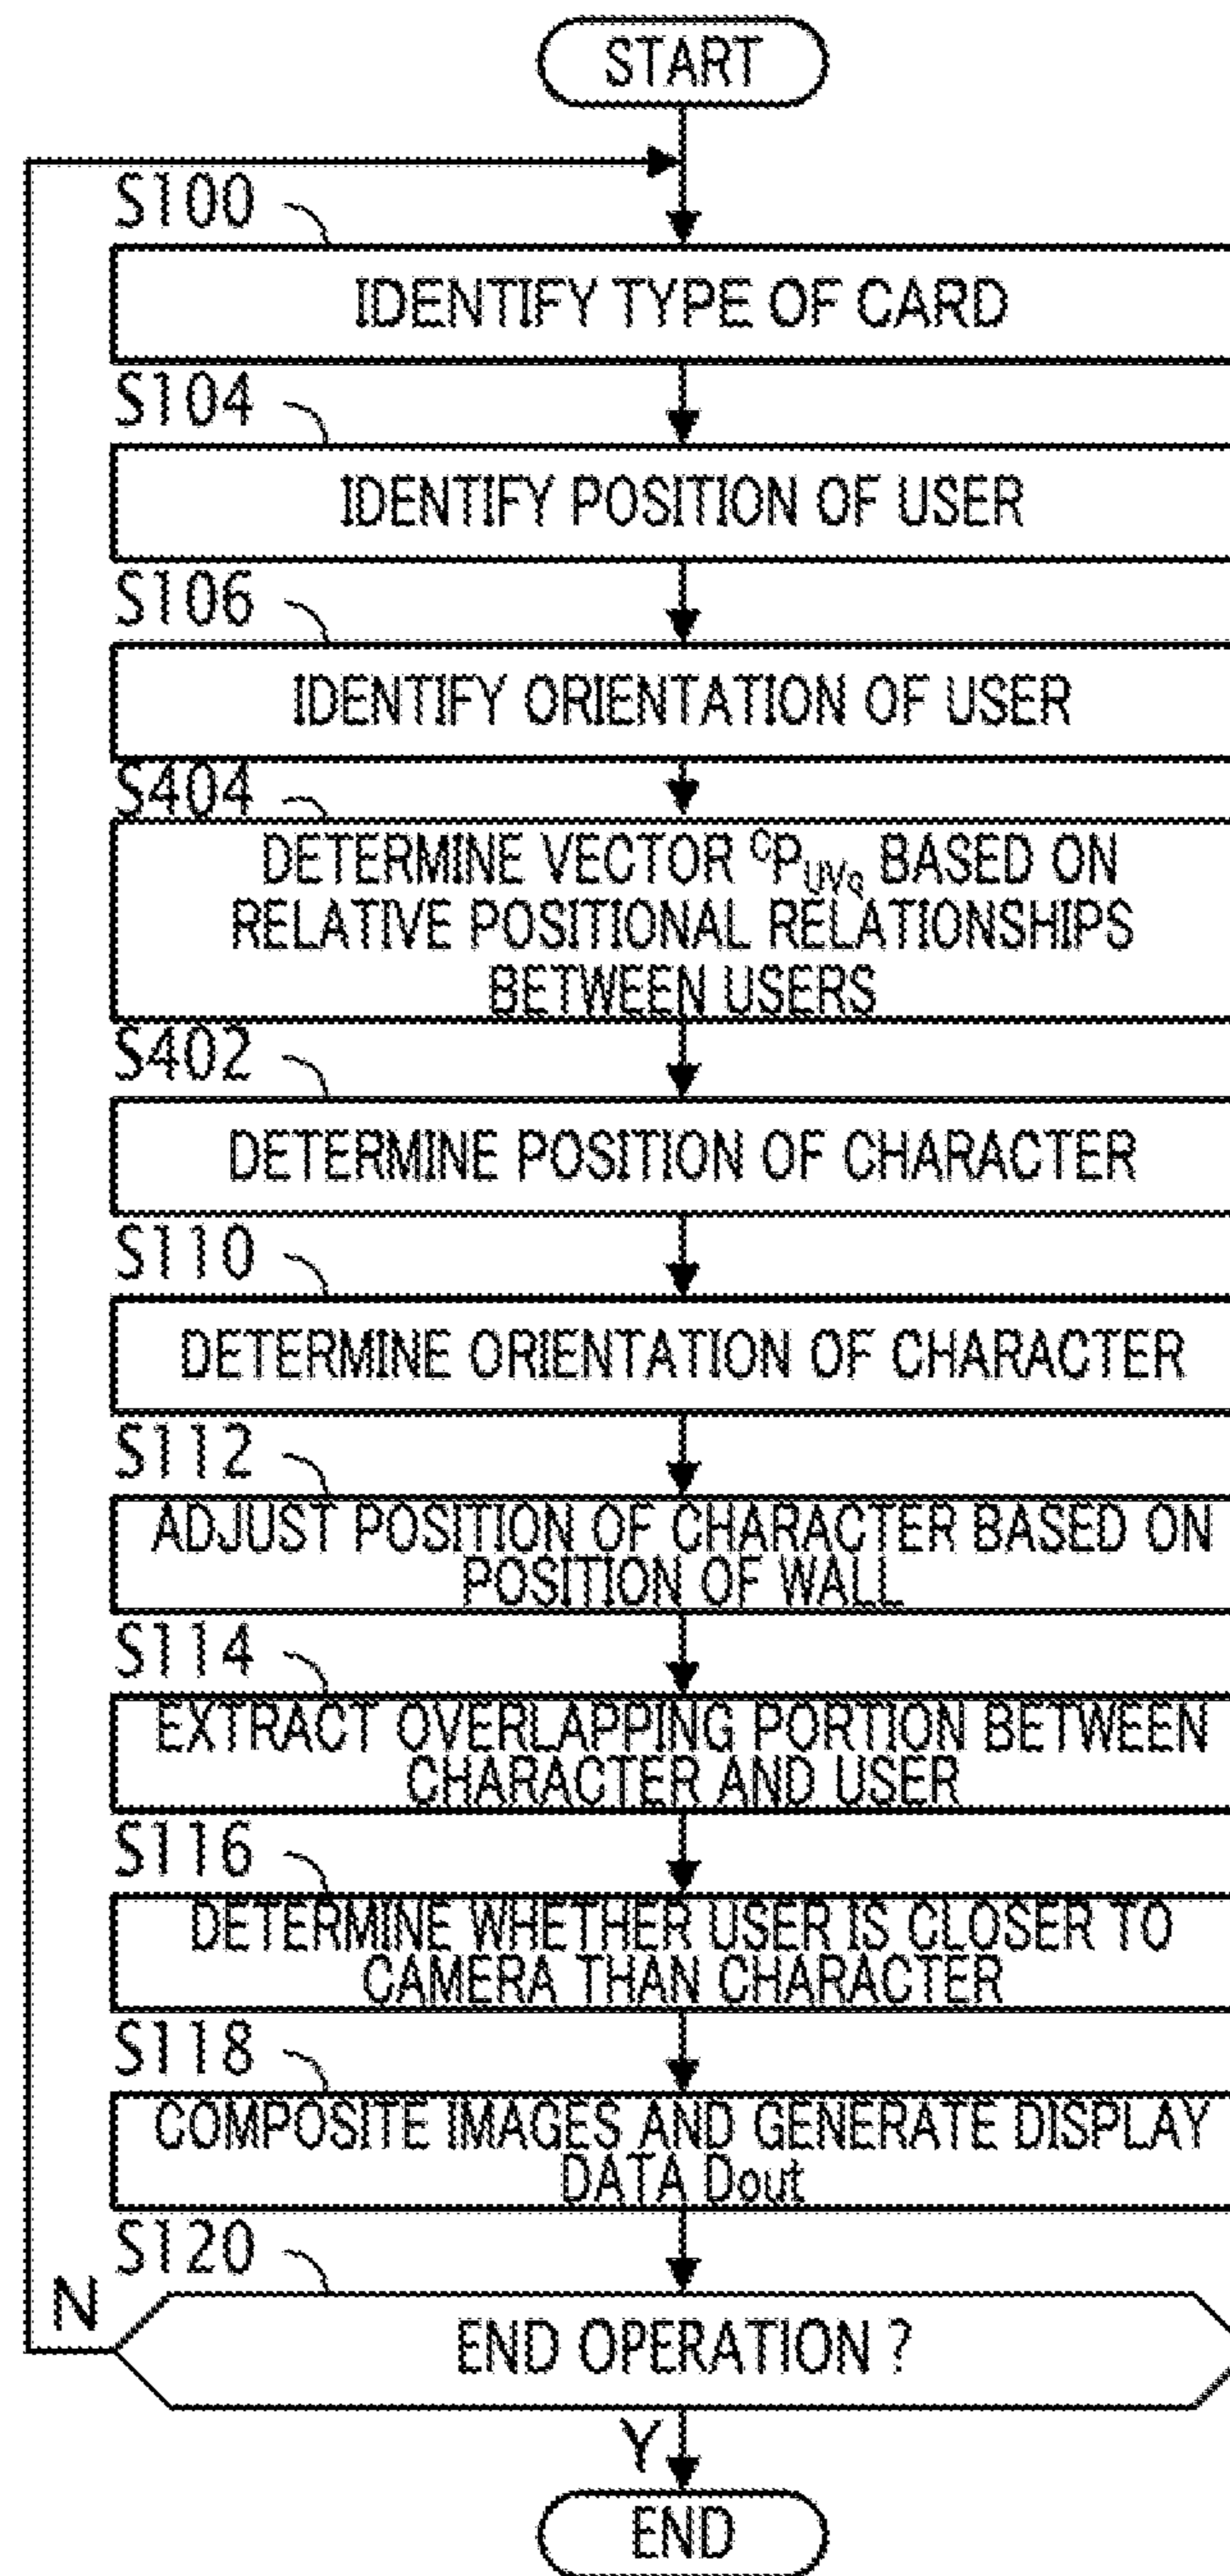 START
S100
IDENTIFY TYPE OF CARD
S104
IDENTIFY POSITION OF USER
S106
IDENTIFY ORIENTATION OF USER
S404
DETERMINE VECTOR ᶜP_UVq BASED ON
RELATIVE POSITIONAL RELATIONSHIPS
BETWEEN USERS
S402
DETERMINE POSITION OF CHARACTER
S110
DETERMINE ORIENTATION OF CHARACTER
S112
ADJUST POSITION OF CHARACTER BASED ON
POSITION OF WALL
S114
EXTRACT OVERLAPPING PORTION BETWEEN
CHARACTER AND USER
S116
DETERMINE WHETHER USER IS CLOSER TO
CAMERA THAN CHARACTER
S118
COMPOSITE IMAGES AND GENERATE DISPLAY
DATA Dout
S120
N
END OPERATION ?
Y
END